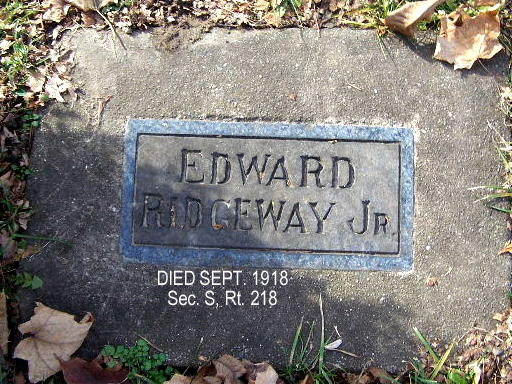 EDWARD
RIDGEWAY JR.
DIED SEPT. 1918
Sec. S, Rt. 218